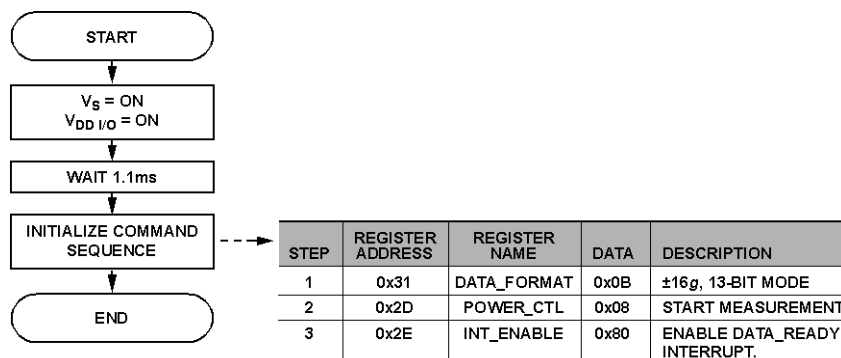 START
VS = ON
VDD I/O = ON
WAIT 1.1ms
INITIALIZE COMMAND
SEQUENCE
END
STEP REGISTER ADDRESS REGISTER NAME DATA DESCRIPTION
1 0x31 DATA_FORMAT 0x0B ±16g, 13-BIT MODE
2 0x2D POWER_CTL 0x08 START MEASUREMENT
3 0x2E INT_ENABLE 0x80 ENABLE DATA_READY
INTERRUPT.